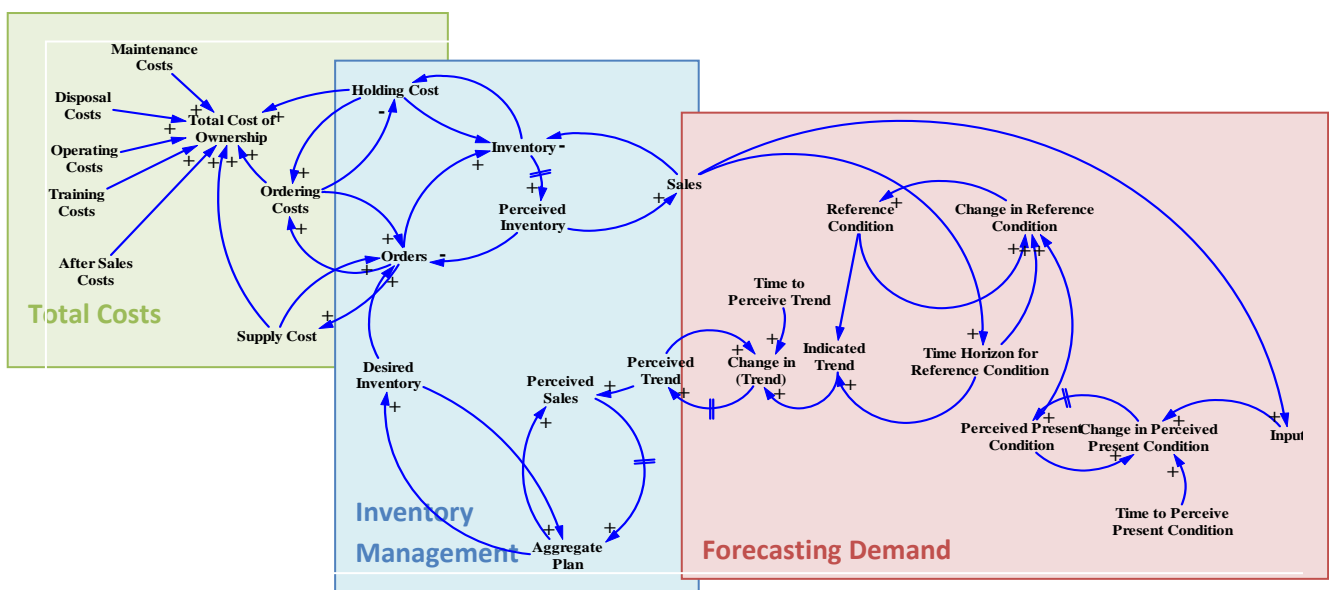 Maintenance
Costs
Disposal
Costs
Total Cost of
Ownership
Operating
Costs
Training
Costs
After Sales
Costs
Ordering
Costs
Supply Cost
Total Costs
Holding Cost
Inventory -
Perceived
Inventory
Orders -
Desired
Inventory
Perceived
Sales
Aggregate
Plan
Inventory
Management
Sales
Reference
Condition
Change in Reference
Condition
Time to
Perceive Trend
Perceived
Trend
Change in
(Trend)
Indicated
Trend
Time Horizon for
Reference Condition
Perceived Present
Condition
Change in Perceived
Present Condition
Input
Time to Perceive
Present Condition
Forecasting Demand